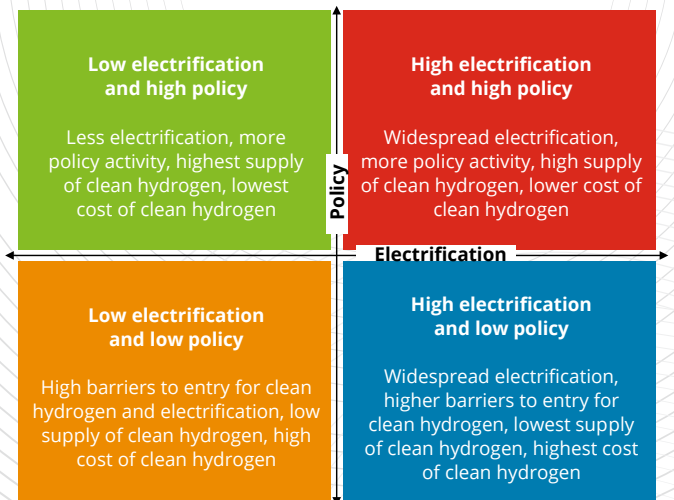 Low electrification
and high policy
Less electrification, more
policy activity, highest supply
of clean hydrogen, lowest
cost of clean hydrogen
High electrification
and high policy
Widespread electrification,
more policy activity, high supply
of clean hydrogen, lower cost of
clean hydrogen
Policy
Electrification
Low electrification
and low policy
High barriers to entry for clean
hydrogen and electrification, low
supply of clean hydrogen, high
cost of clean hydrogen
High electrification
and low policy
Widespread electrification,
higher barriers to entry for
clean hydrogen, lowest supply
of clean hydrogen, highest cost
of clean hydrogen